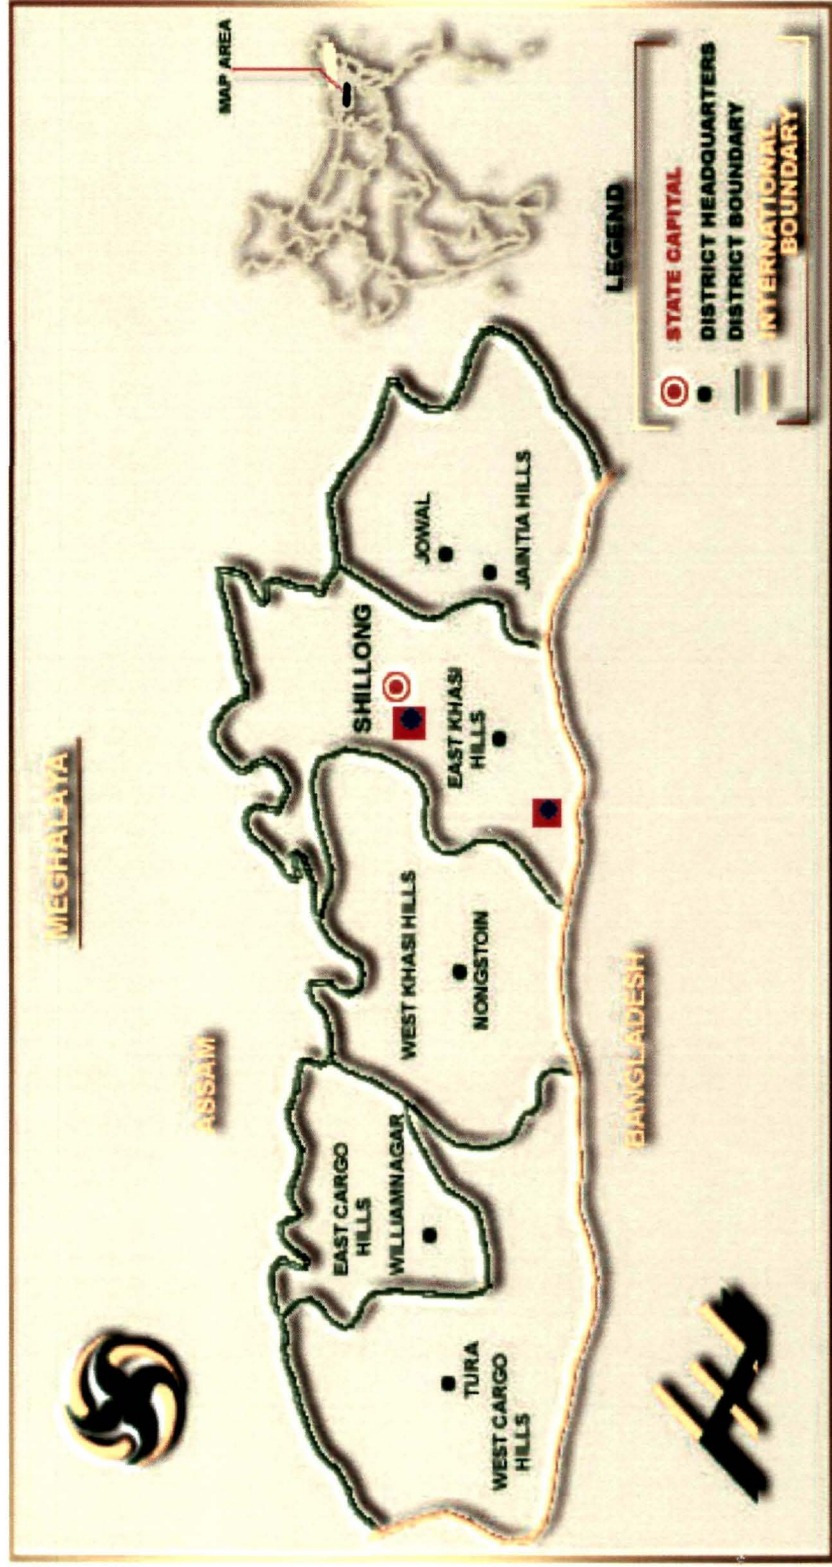 MEGHALAYA
MAP AREA
ASSAM
SHILLONG
JOWAL
EAST KHASI
HILLS
JAINTIA HILLS
WEST KHASI HILLS
NONGSTOIN
EAST CARGO
HILLS
WILLIAMNAGAR
TURA
WEST CARGO
HILLS
BANGLADESH
LEGEND
STATE CAPITAL
DISTRICT HEADQUARTERS
DISTRICT BOUNDARY
INTERNATIONAL
BOUNDARY